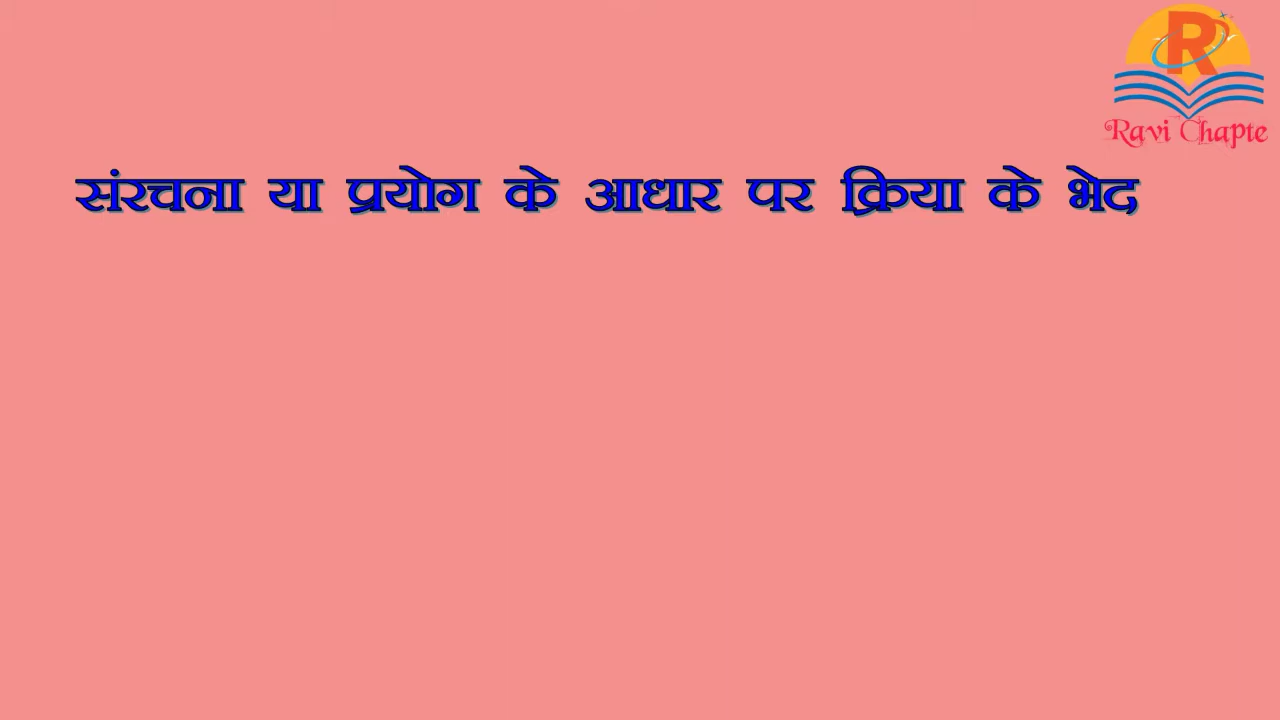 Ravi Chapte
संरचना या प्रयोग के आधार पर क्रिया के भेद